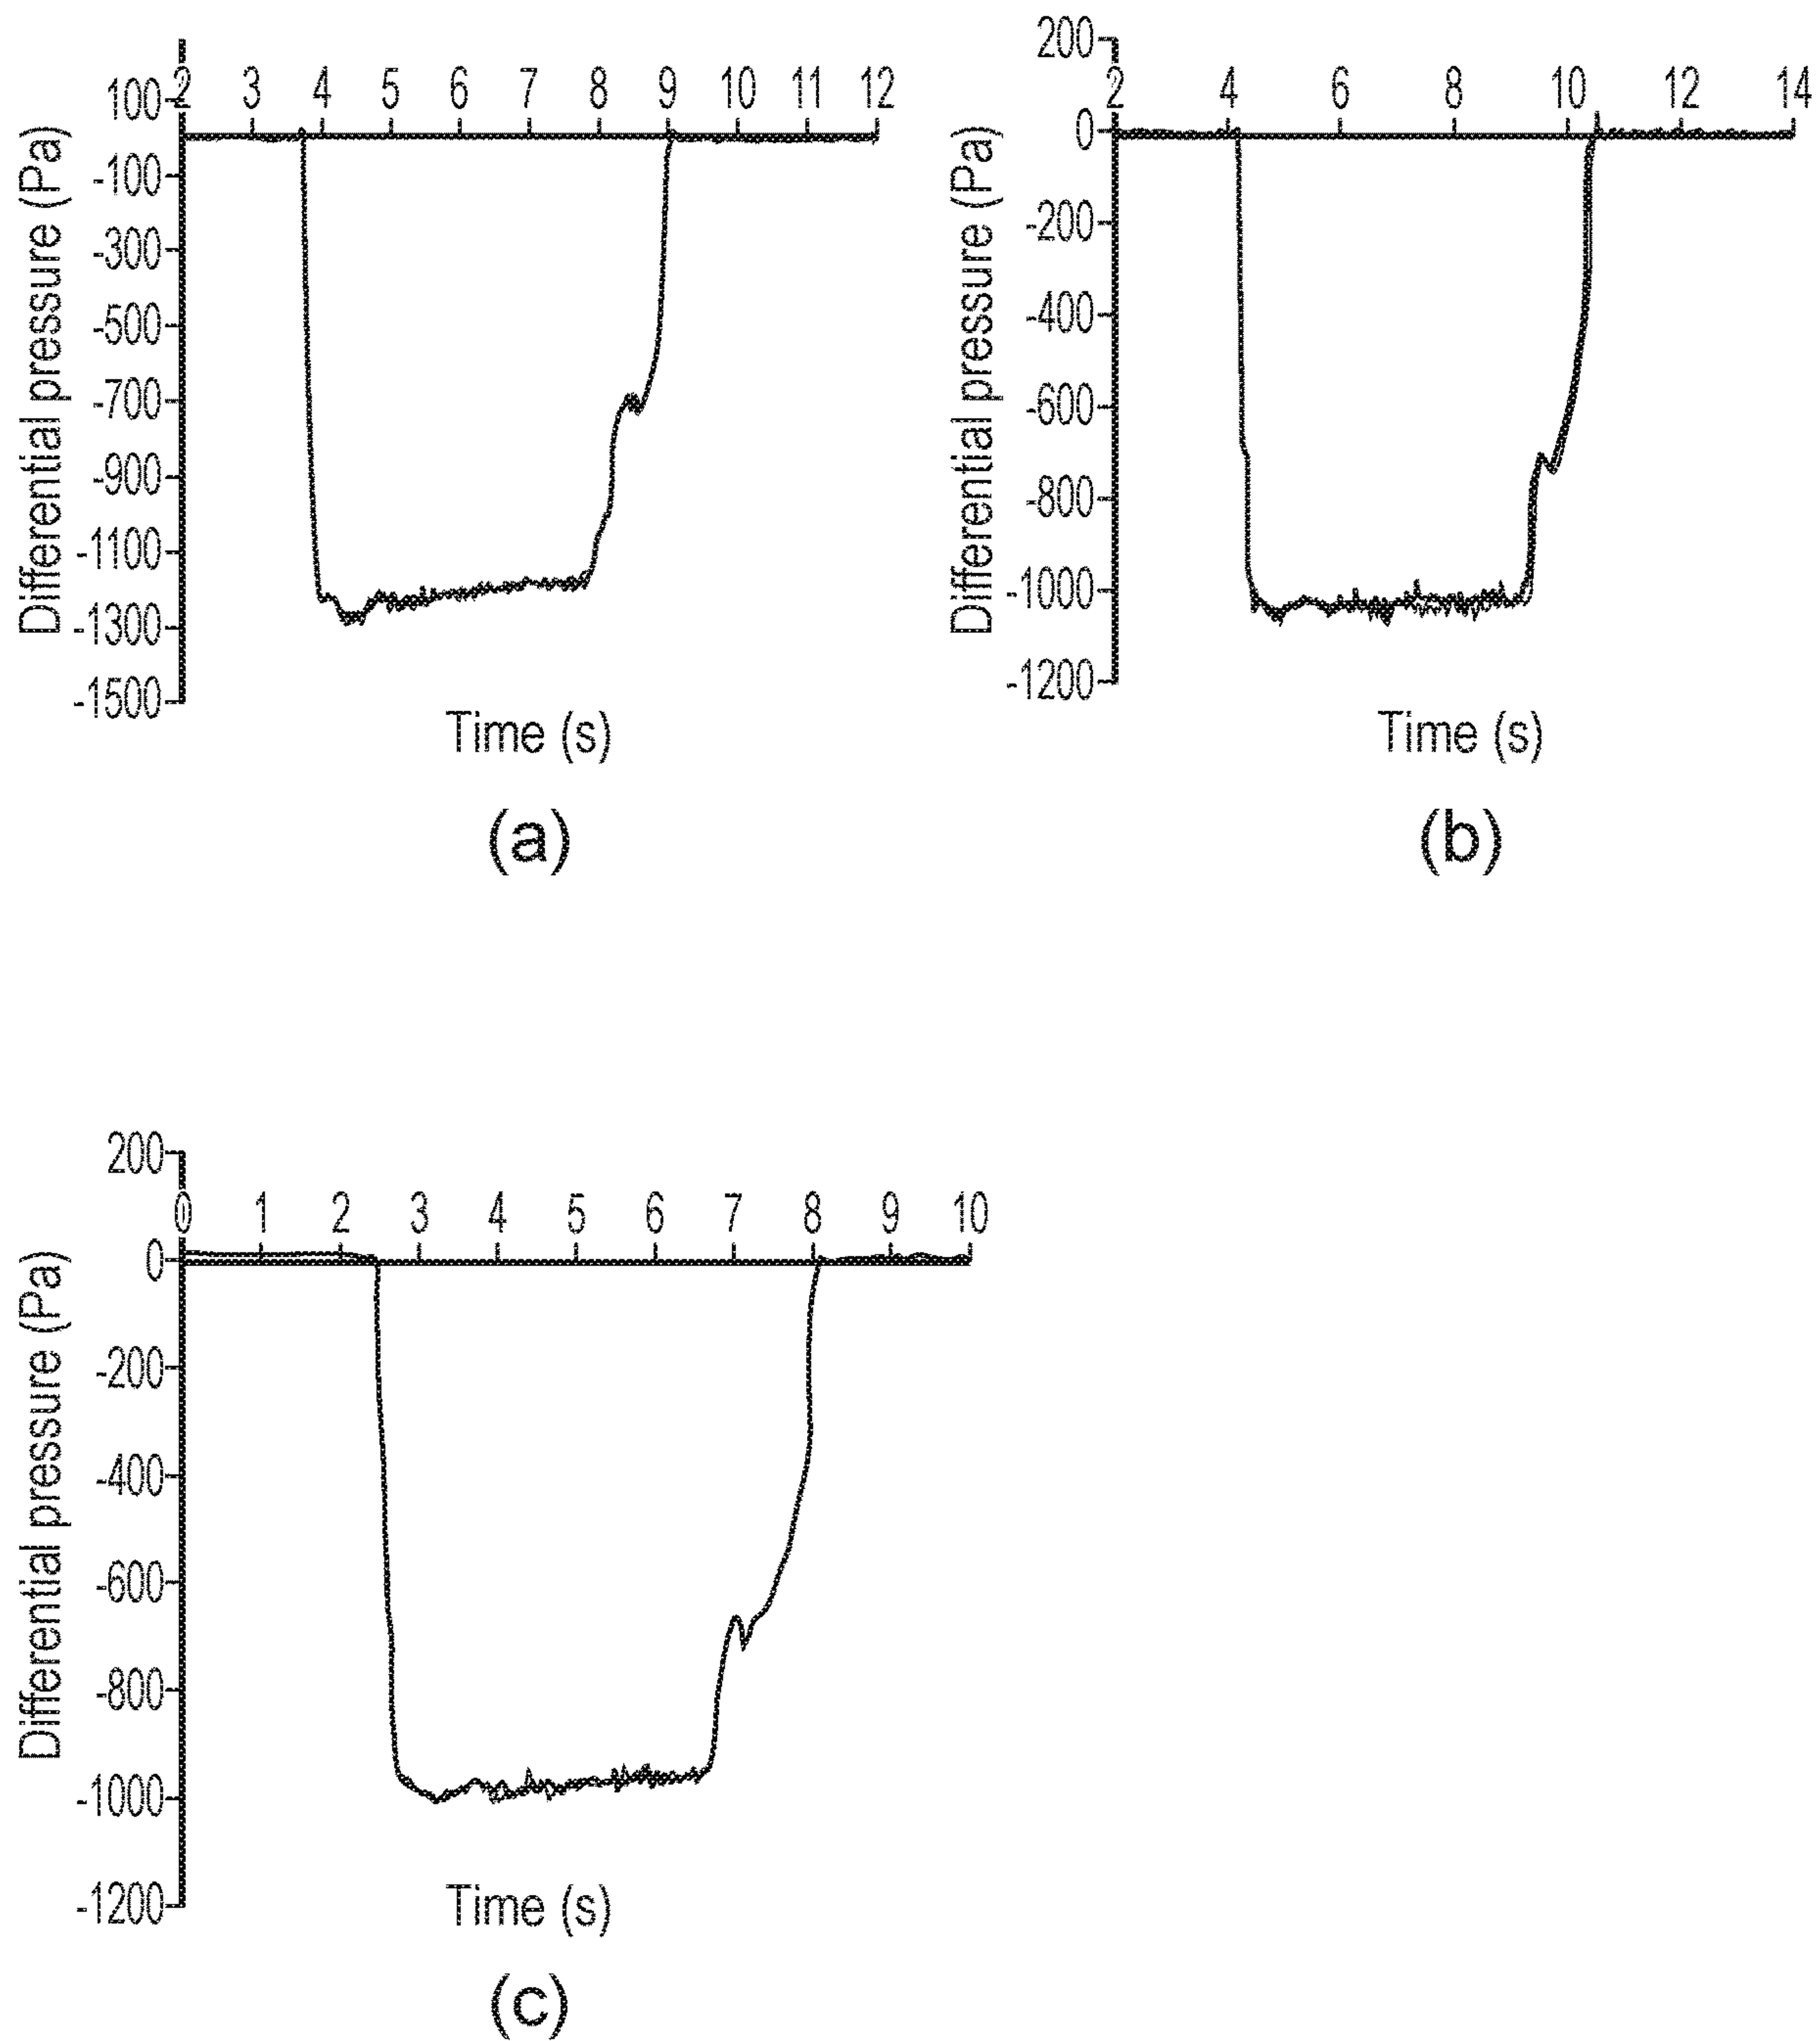 2 3 4 5 6 7 8 9 10 11 12
100
-100
-300
-500
-700
-900
-1100
-1300
-1500
Differential pressure (Pa)
Time (s)
(a)
200
2 4 6 8 10 12 14
0
-200
-400
-600
-800
-1000
-1200
Differential pressure (Pa)
Time (s)
(b)
200
0 1 2 3 4 5 6 7 8 9 10
0
-200
-400
-600
-800
-1000
-1200
Differential pressure (Pa)
Time (s)
(c)